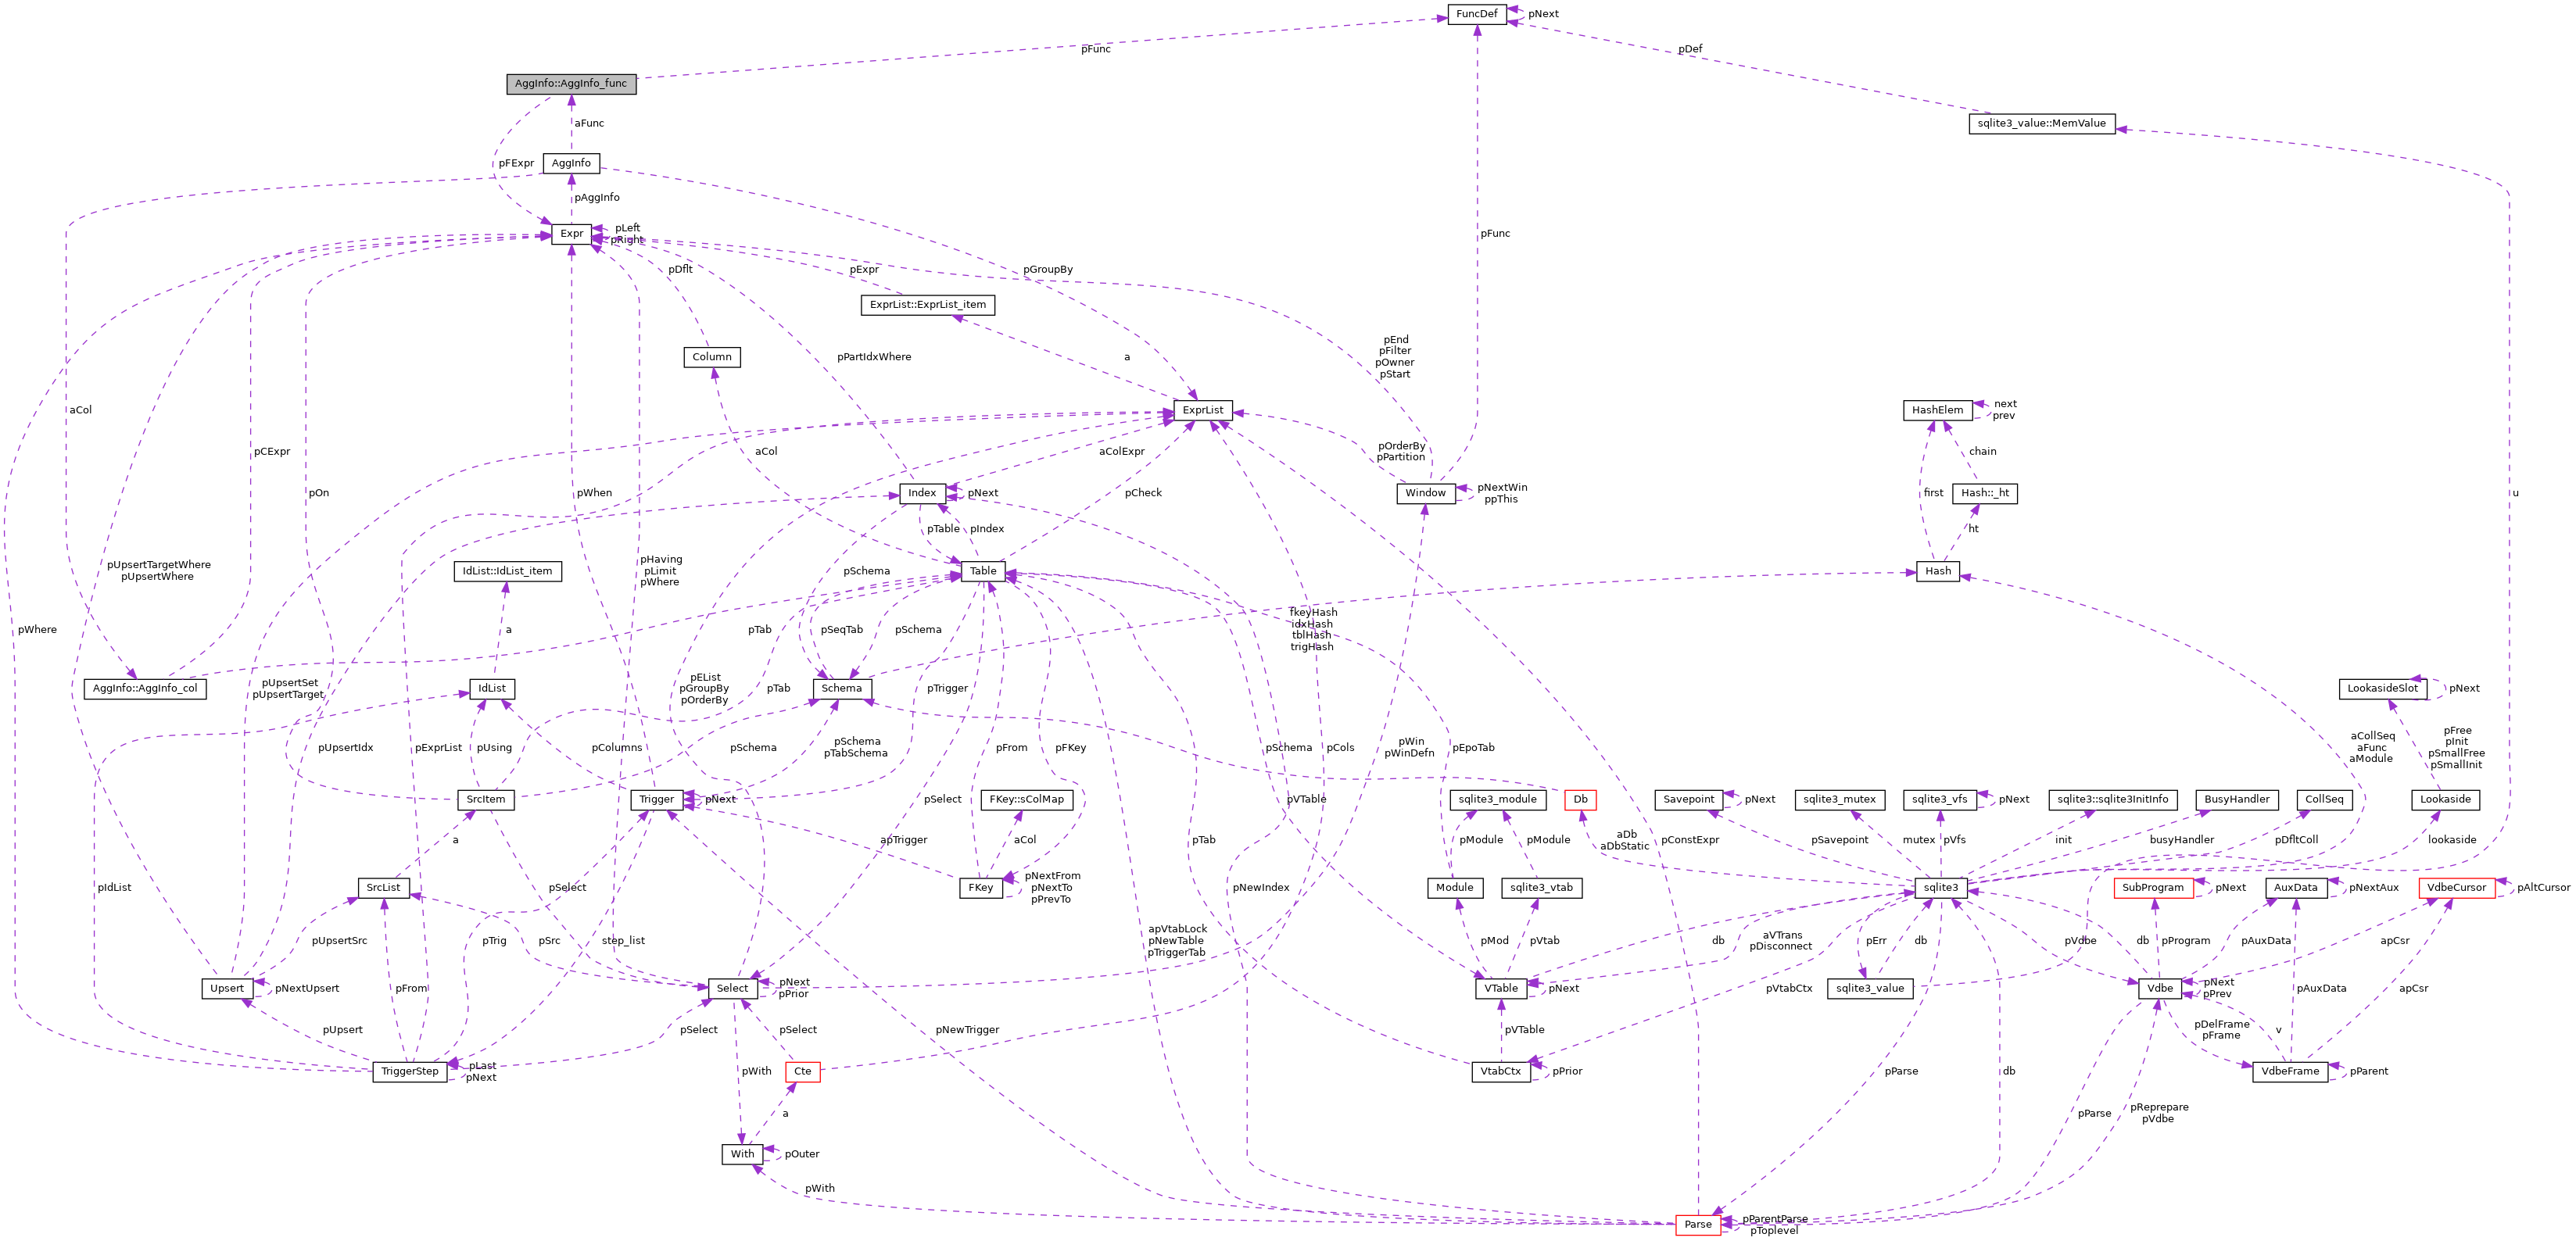 FuncDef
pNext
pFunc
pDef
AggInfo::AggInfo_func
aFunc
sqlite3_value::MemValue
pFExpr
AggInfo
pAggInfo
Expr
pLeft
pRight
pFunc
pDflt
pExpr
pGroupBy
ExprList::ExprList_item
pEnd
pFilter
pOwner
pStart
Column
pPartIdxWhere
a
aCol
ExprList
HashElem
next
prev
pCExpr
aCol
aColExpr
pOrderBy
pPartition
chain
pOn
pWhen
Index
pNext
pCheck
Window
pNextWin
ppThis
first
Hash::_ht
u
pTable
pIndex
ht
pUpsertTargetWhere
pUpsertWhere
pHaving
pLimit
pWhere
IdList::IdList_item
pSchema
Table
Hash
pWhere
a
pTab
pSeqTab
pSchema
fkeyHash
idxHash
tblHash
trigHash
AggInfo::AggInfo_col
pUpsertSet
pUpsertTarget
IdList
pEList
pGroupBy
pOrderBy
pTab
Schema
pTrigger
LookasideSlot
pNext
pUpsertIdx
pExprList
pUsing
pColumns
pSchema
pSchema
pTabSchema
pFrom
pFKey
pSchema
pCols
pWin
pWinDefn
pEpoTab
aCollSeq
aFunc
aModule
pFree
pInit
pSmallFree
pSmallInit
SrcItem
Trigger
pNext
pSelect
FKey::sColMap
pVTable
sqlite3_module
Db
Savepoint
pNext
sqlite3_mutex
sqlite3_vfs
pNext
sqlite3::sqlite3InitInfo
BusyHandler
CollSeq
Lookaside
a
apTrigger
aCol
pTab
pModule
pModule
aDb
aDbStatic
pConstExpr
pSavepoint
mutex
pVfs
init
busyHandler
pDfltColl
lookaside
pIdList
SrcList
pSelect
FKey
pNextFrom
pNextTo
pPrevTo
pNewIndex
Module
sqlite3_vtab
sqlite3
SubProgram
pNext
AuxData
pNextAux
VdbeCursor
pAltCursor
pUpsertSrc
pTrig
pSrc
step_list
apVtabLock
pNewTable
pTriggerTab
pMod
pVtab
db
aVTrans
pDisconnect
pErr
db
pVdbe
db
pProgram
pAuxData
apCsr
Upsert
pNextUpsert
pFrom
Select
pNext
pPrior
VTable
pNext
pVtabCtx
sqlite3_value
Vdbe
pNext
pPrev
pAuxData
apCsr
pUpsert
pSelect
pSelect
pNewTrigger
pVTable
pDelFrame
pFrame
v
TriggerStep
pLast
pNext
pWith
Cte
VtabCtx
pPrior
pParse
db
VdbeFrame
pParent
a
pParse
pReprepare
pVdbe
With
pOuter
pWith
Parse
pParentParse
pToplevel